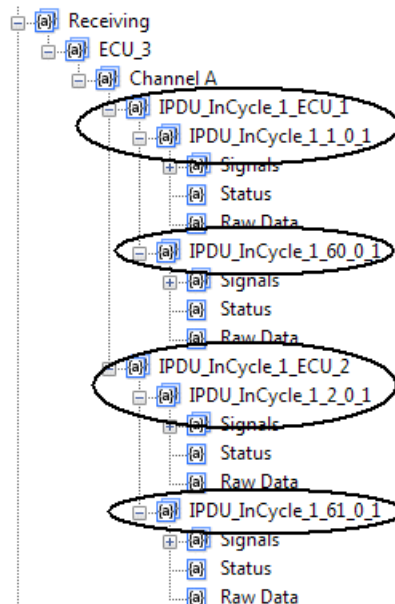 Receiving
ECU_3
Channel A
IPDU_InCycle_1_ECU_1
IPDU_InCycle_1_1_0_1
Signals
Status
Raw Data
IPDU_InCycle_1_60_0_1
Signals
Status
Raw Data
IPDU_InCycle_1_ECU_2
IPDU_InCycle_1_2_0_1
Signals
Status
Raw Data
IPDU_InCycle_1_61_0_1
Signals
Status
Raw Data